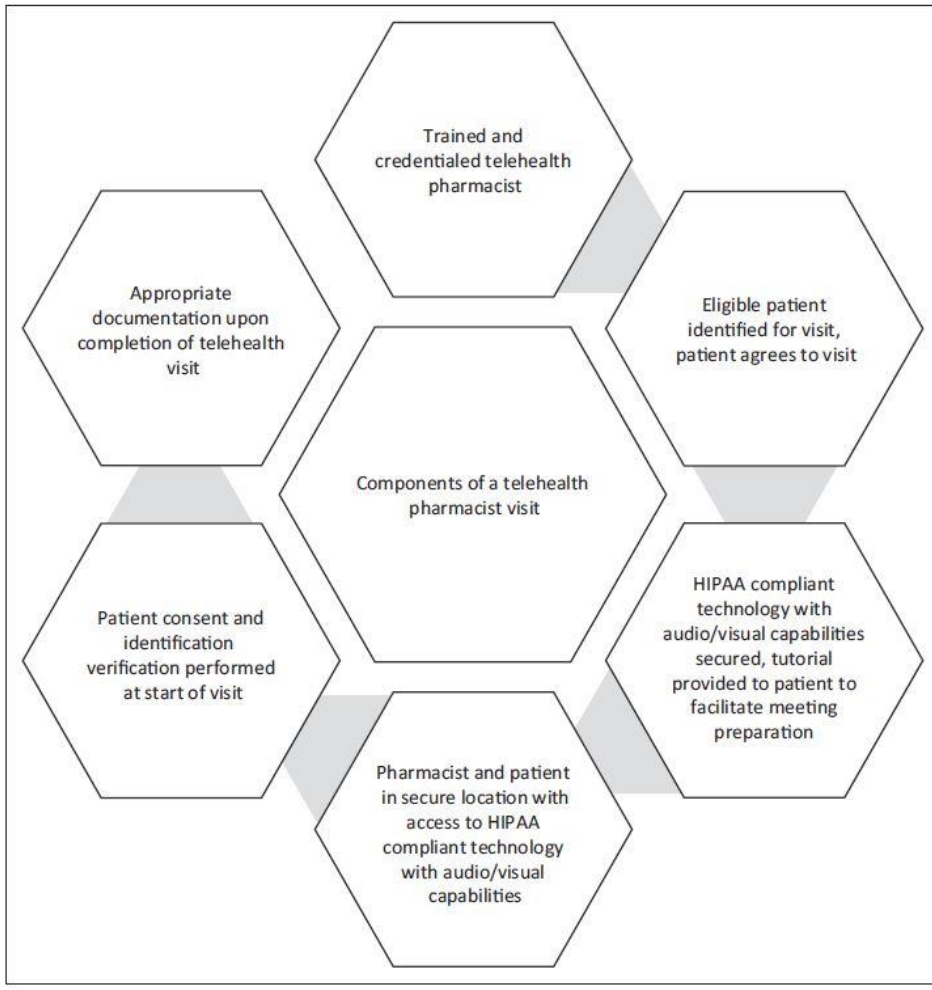 Trained and
credentialed telehealth
pharmacist
Eligible patient
identified for visit,
patient agrees to visit
HIPAA compliant
technology with
audio/visual capabilities
secured, tutorial
provided to patient to
facilitate meeting
preparation
Pharmacist and patient
in secure location with
access to HIPAA
compliant technology
with audio/visual
capabilities
Patient consent and
identification
verification performed
at start of visit
Appropriate
documentation upon
completion of telehealth
visit
Components of a telehealth
pharmacist visit